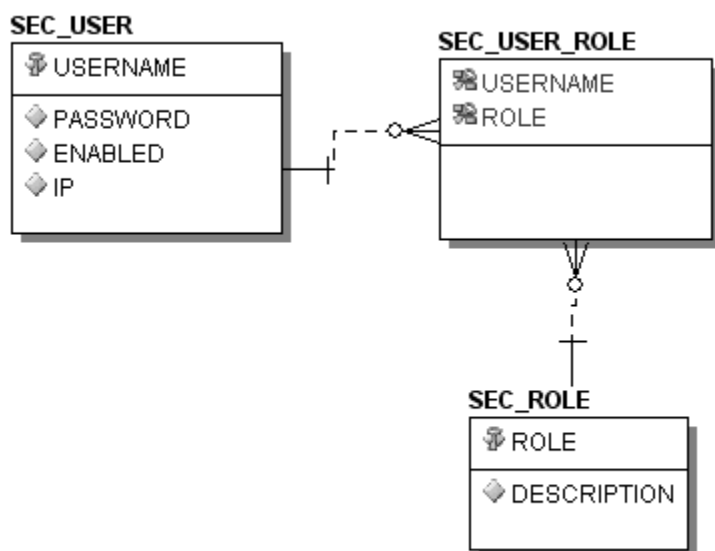 SEC_USER
USERNAME
PASSWORD
ENABLED
IP
SEC_USER_ROLE
USERNAME
ROLE
SEC_ROLE
ROLE
DESCRIPTION